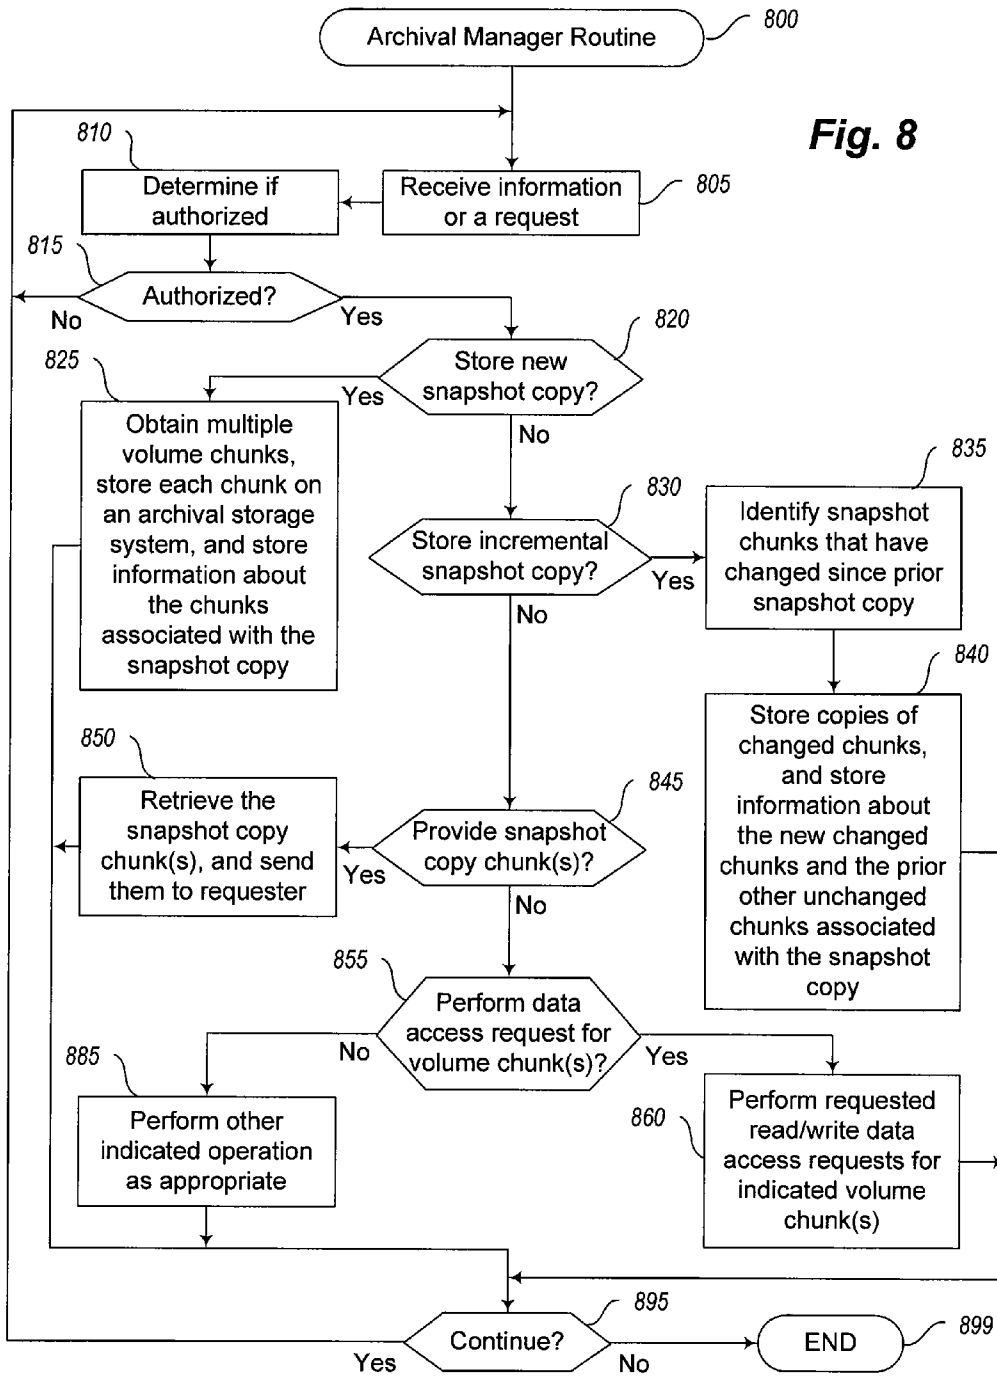 Archival Manager Routine
800
Fig. 8
810
Determine if
authorized
Receive information
or a request
805
815
Authorized?
No
Yes
820
Store new
snapshot copy?
Yes
No
825
Obtain multiple
volume chunks,
store each chunk on
an archival storage
system, and store
information about
the chunks
associated with the
snapshot copy
830
Store incremental
snapshot copy?
Yes
No
835
Identify snapshot
chunks that have
changed since prior
snapshot copy
840
Store copies of
changed chunks,
and store
information about
the new changed
chunks and the prior
other unchanged
chunks associated
with the snapshot
copy
850
Retrieve the
snapshot copy
chunk(s), and send
them to requester
845
Provide snapshot
copy chunk(s)?
Yes
No
855
Perform data
access request for
volume chunk(s)?
No
Yes
885
Perform other
indicated operation
as appropriate
860
Perform requested
read/write data
access requests for
indicated volume
chunk(s)
895
Continue?
Yes
No
END
899